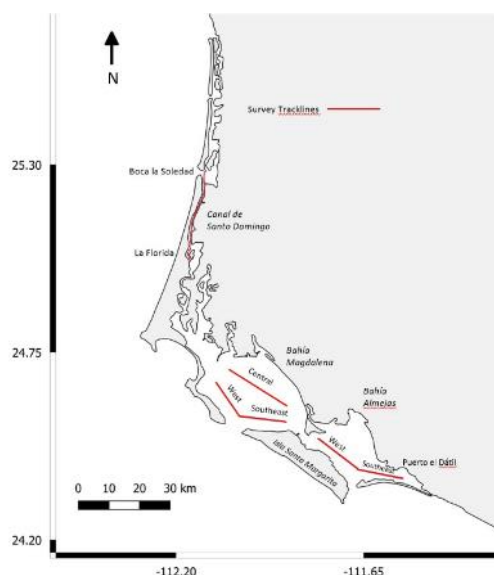 N
Survey Tracklines
25.30
Boca la Soledad
Canal de
Santo Domingo
La Florida
24.75
Bahía
Magdalena
Central
West
Southeast
Bahía
Almejas
West
Southeast
Puerto el Dátil
Isla Santa Margarita
0 10 20 30 km
24.20
-112.20
-111.65